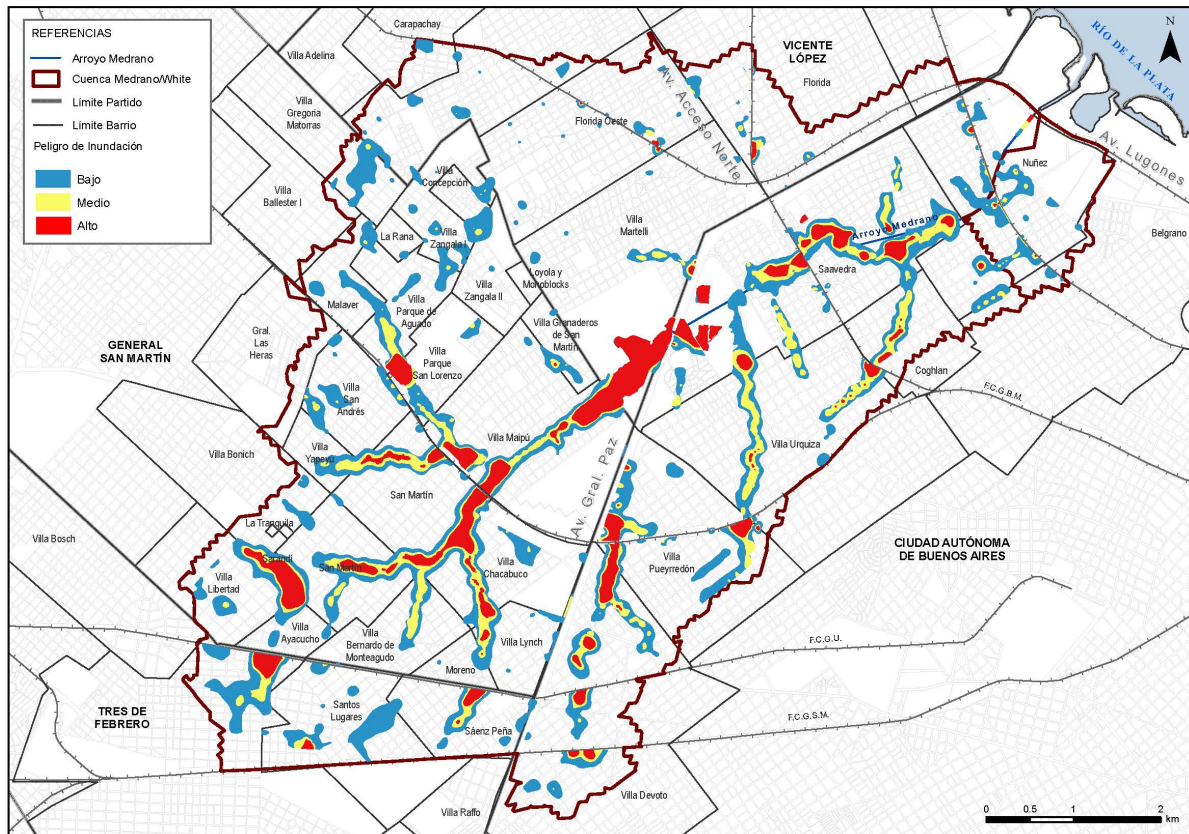 REFERENCIAS
Arroyo Medrano
Cuenca Medrano/White
Límite Partido
Límite Barrio
Peligro de Inundación
Bajo
Medio
Alto
Carapachay
Villa Adelina
VICENTE
LÓPEZ
Florida
N
RÍO DE LA PLATA
Villa
Gregoria
Matorras
Florida Oeste
Av. Acceso Norte
Av. Lugones
Nuñez
Villa
Concepción
Villa
Ballester I
La Rana
Villa
Zangala I
Villa
Martelli
Arroyo Medrano
Belgrano
Saavedra
Loyola y
Monoblocks
Villa
Zangala II
Malaver
Villa
Parque de
Aguado
Villa Granaderos
de San
Martín
GENERAL
SAN MARTÍN
Gral.
Las
Heras
Villa
Parque
San Lorenzo
Coghlan
F.C.G.B.M.
Villa
San
Andrés
Villa Maipú
Villa Urquiza
Villa Bonich
Villa
Yapeyú
Av. Gral. Paz
San Martín
La Tranquila
Villa Bosch
CIUDAD AUTÓNOMA
DE BUENOS AIRES
Sarandí
San Martín
Villa
Chacabuco
Villa
Pueyrredón
Villa
Libertad
Villa
Ayacucho
Villa
Bernardo de
Monteagudo
Villa Lynch
F.C.G.U.
Moreno
TRES DE
FEBRERO
Santos
Lugares
Sáenz Peña
F.C.G.S.M.
Villa Devoto
Villa Raffo
0 0.5 1 2
km